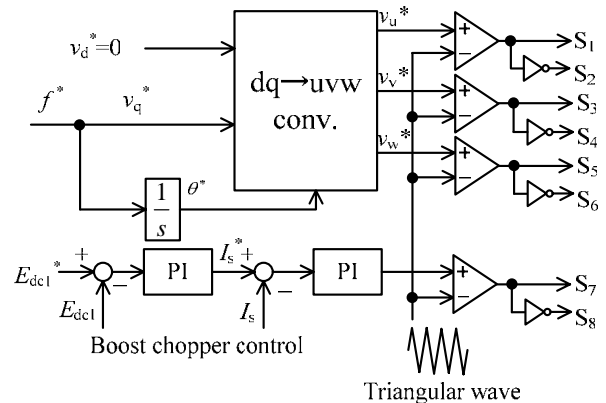 v_d*=0
f*
v_q*
dq→uvw
conv.
v_u*
v_v*
v_w*
1
s
θ*
+
−
+
−
+
−
S1
S2
S3
S4
S5
S6
E_dc1*
+
−
E_dc1
PI
I_s*
+
−
I_s
PI
+
−
S7
S8
Boost chopper control
Triangular wave